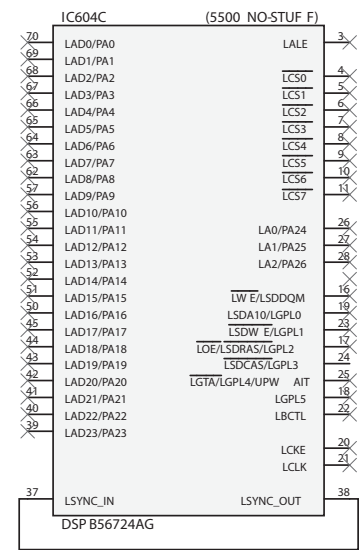 IC604C (5500 NO-STUF F)
70 LAD0/PA0 LALE 3
69 LAD1/PA1
68 LAD2/PA2 LCS0 4
67 LAD3/PA3 LCS1 5
66 LAD4/PA4 LCS2 6
65 LAD5/PA5 LCS3 7
64 LAD6/PA6 LCS4 8
63 LAD7/PA7 LCS5 9
62 LAD8/PA8 LCS6 10
57 LAD9/PA9 LCS7 11
56 LAD10/PA10
55 LAD11/PA11 LA0/PA24 26
54 LAD12/PA12 LA1/PA25 27
53 LAD13/PA13 LA2/PA26 28
52 LAD14/PA14
51 LAD15/PA15 LW E/LSDDQM 16
50 LAD16/PA16 LSDA10/LGPL0 19
45 LAD17/PA17 LSDW E/LGPL1 23
44 LAD18/PA18 LOE/LSDRAS/LGPL2 17
43 LAD19/PA19 LSDCAS/LGPL3 24
42 LAD20/PA20 LGTA/LGPL4/UPW AIT 25
41 LAD21/PA21 LGPL5 18
40 LAD22/PA22 LBCTL 22
39 LAD23/PA23
LCKE 20
LCLK 21
37 LSYNC_IN LSYNC_OUT 38
DSP B56724AG